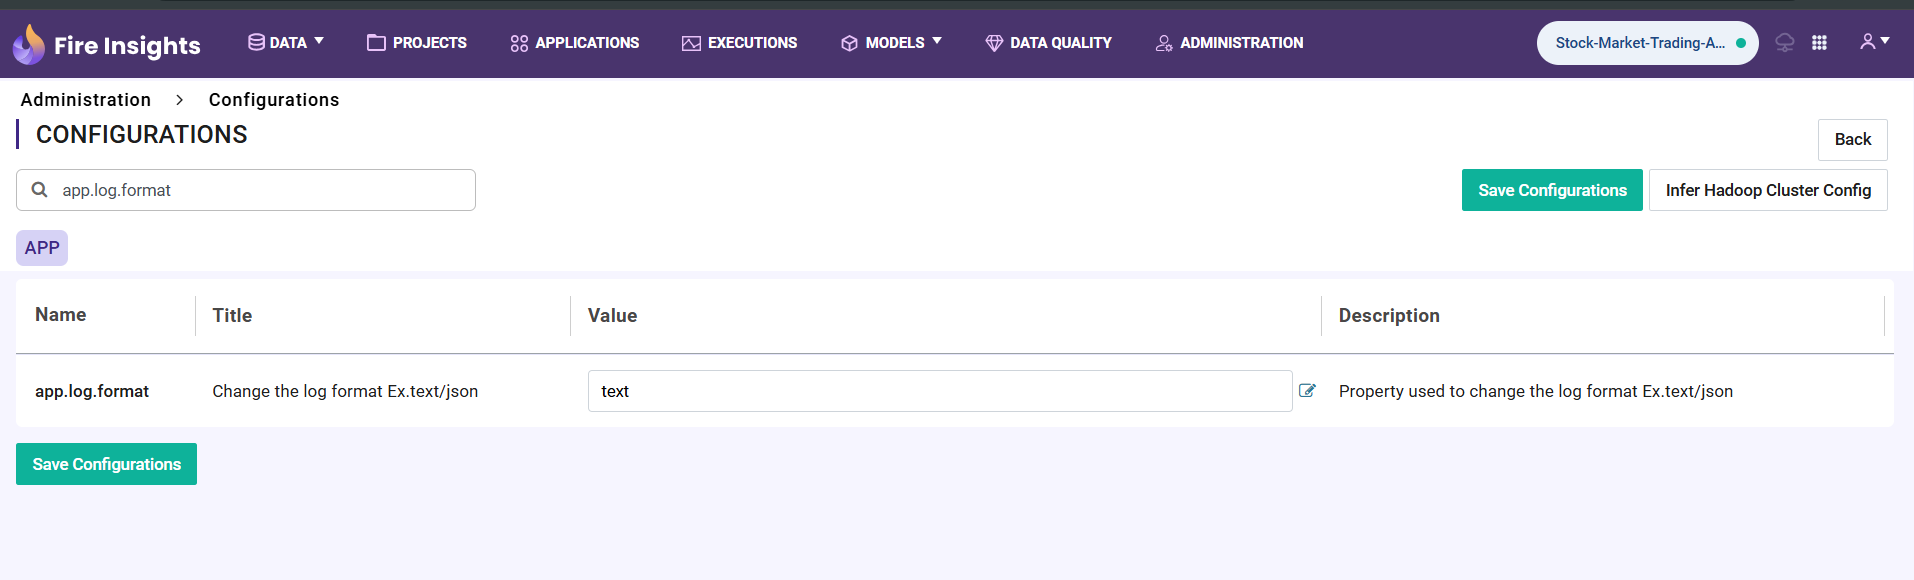 Fire Insights
DATA
PROJECTS
APPLICATIONS
EXECUTIONS
MODELS
DATA QUALITY
ADMINISTRATION
Stock-Market-Trading-A...
Administration > Configurations
CONFIGURATIONS
Back
app.log.format
Save Configurations
Infer Hadoop Cluster Config
APP
Name Title Value Description
app.log.format Change the log format Ex.text/json text Property used to change the log format Ex.text/json
Save Configurations